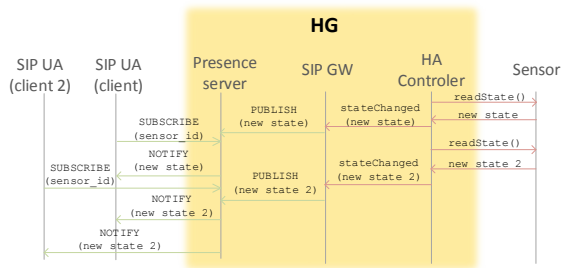 HG
SIP UA
(client 2)
SIP UA
(client)
Presence
server
SIP GW
HA
Controler
Sensor
readState()
new state
stateChanged
(new state)
PUBLISH
(new state)
SUBSCRIBE
(sensor_id)
NOTIFY
(new state)
readState()
new state 2
stateChanged
(new state 2)
SUBSCRIBE
(sensor_id)
PUBLISH
(new state 2)
NOTIFY
(new state 2)
NOTIFY
(new state 2)